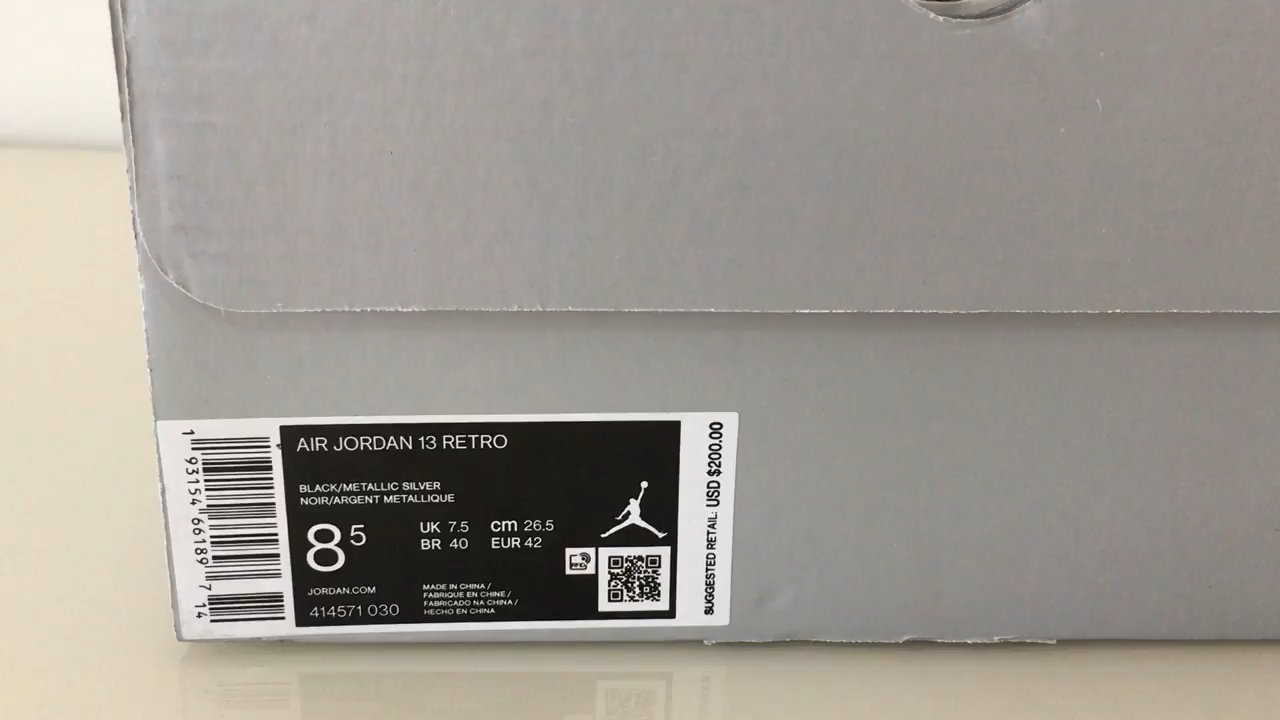 1 93154 66189 7 14
AIR JORDAN 13 RETRO
BLACK/METALLIC SILVER
NOIR/ARGENT METALLIQUE
8 5
UK 7.5 cm 26.5
BR 40 EUR 42
JORDAN.COM
414571 030
MADE IN CHINA /
FABRIQUE EN CHINE /
FABRICADO NA CHINA /
HECHO EN CHINA
SUGGESTED RETAIL: USD $200.00